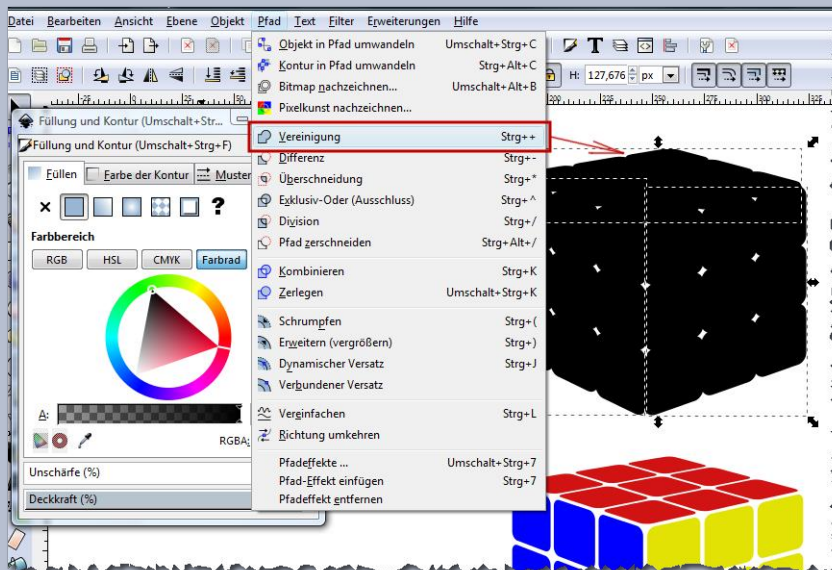 Datei Bearbeiten Ansicht Ebene Objekt Pfad Text Filter Erweiterungen Hilfe
H: 127,676 px
Füllung und Kontur (Umschalt+Str...
Füllung und Kontur (Umschalt+Strg+F)
Füllen Farbe der Kontur Muster
Farbbereich
RGB HSL CMYK Farbrad
A:
RGBA:
Unschärfe (%)
Deckkraft (%)
Objekt in Pfad umwandeln Umschalt+Strg+C
Kontur in Pfad umwandeln Strg+Alt+C
Bitmap nachzeichnen... Umschalt+Alt+B
Pixelkunst nachzeichnen...
Vereinigung Strg++
Differenz Strg+-
Überschneidung Strg+*
Exklusiv-Oder (Ausschluss) Strg+^
Division Strg+/
Pfad zerschneiden Strg+Alt+/
Kombinieren Strg+K
Zerlegen Umschalt+Strg+K
Schrumpfen Strg+(
Erweitern (vergrößern) Strg+)
Dynamischer Versatz Strg+J
Verbundener Versatz
Verginfachen Strg+L
Richtung umkehren
Pfadeffekte ... Umschalt+Strg+7
Pfad-Effekt einfügen Strg+7
Pfadeffekt entfernen